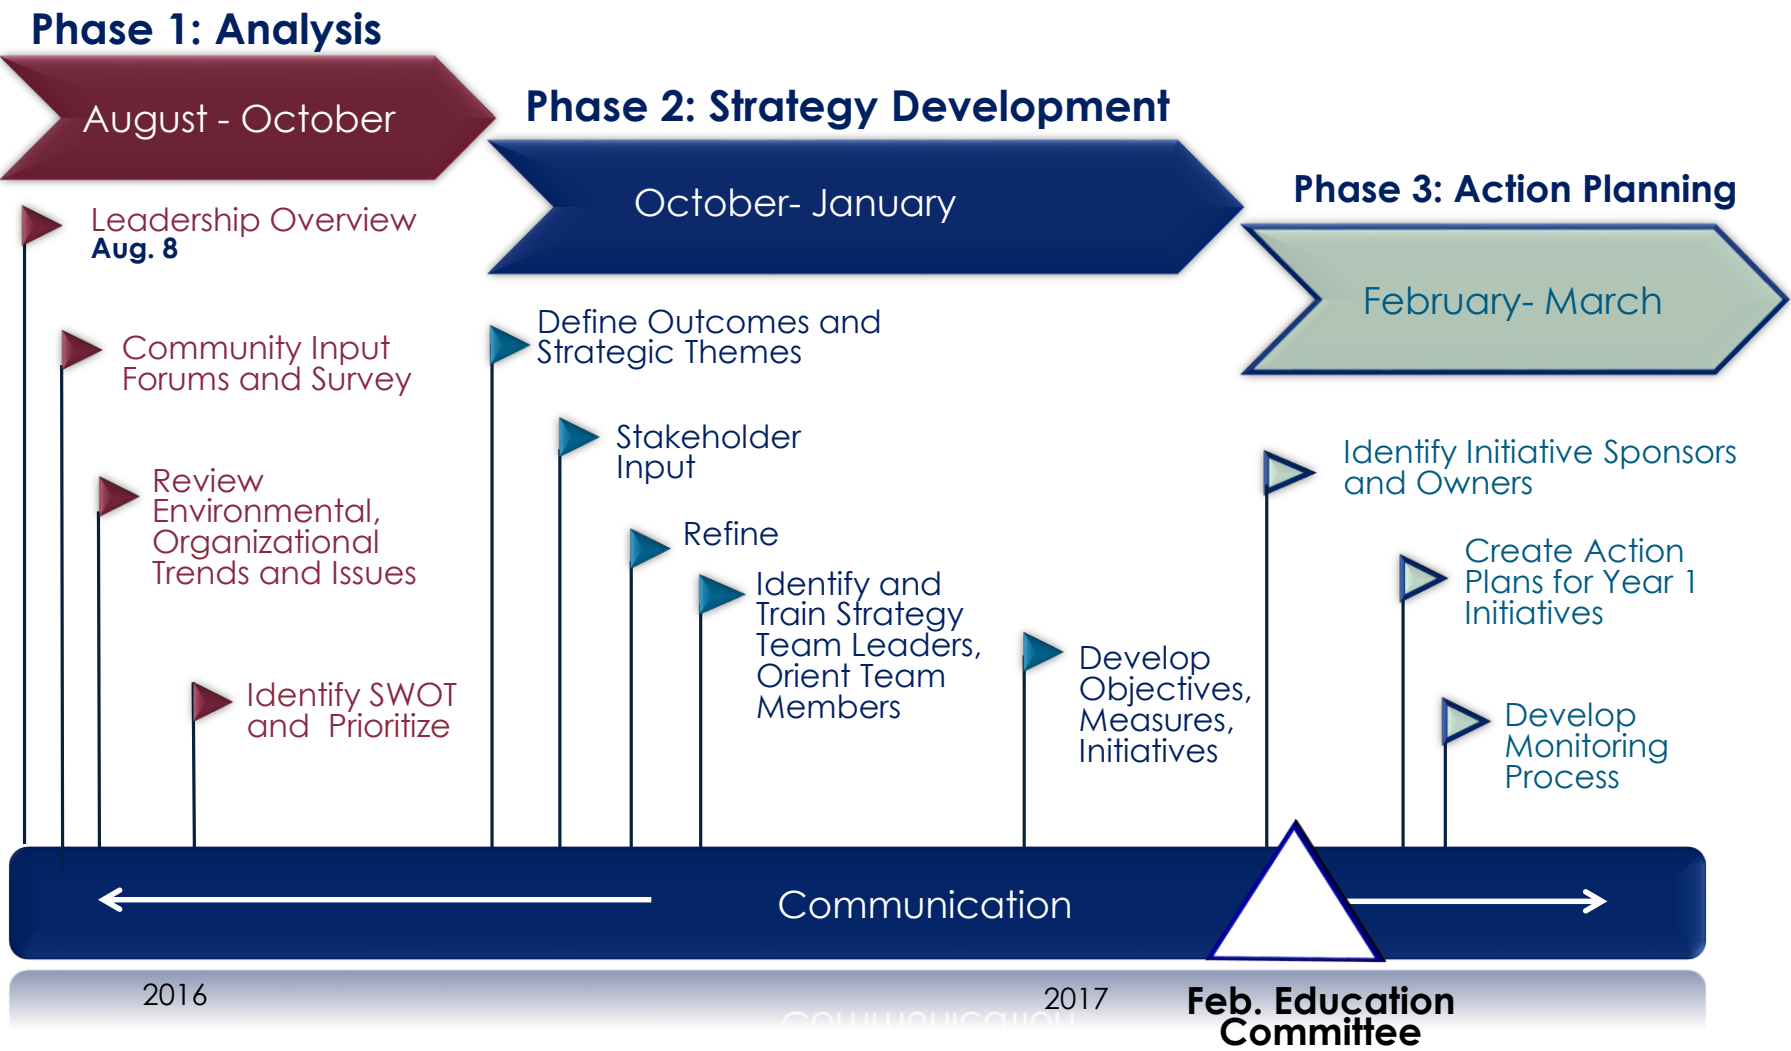 Phase 1: Analysis
August - October
Phase 2: Strategy Development
October- January
Phase 3: Action Planning
February- March
Leadership Overview
Aug. 8
Community Input
Forums and Survey
Review
Environmental,
Organizational
Trends and Issues
Identify SWOT
and Prioritize
Define Outcomes and
Strategic Themes
Stakeholder
Input
Refine
Identify and
Train Strategy
Team Leaders,
Orient Team
Members
Develop
Objectives,
Measures,
Initiatives
Identify Initiative Sponsors
and Owners
Create Action
Plans for Year 1
Initiatives
Develop
Monitoring
Process
Communication
2016
2017
Feb. Education
Committee